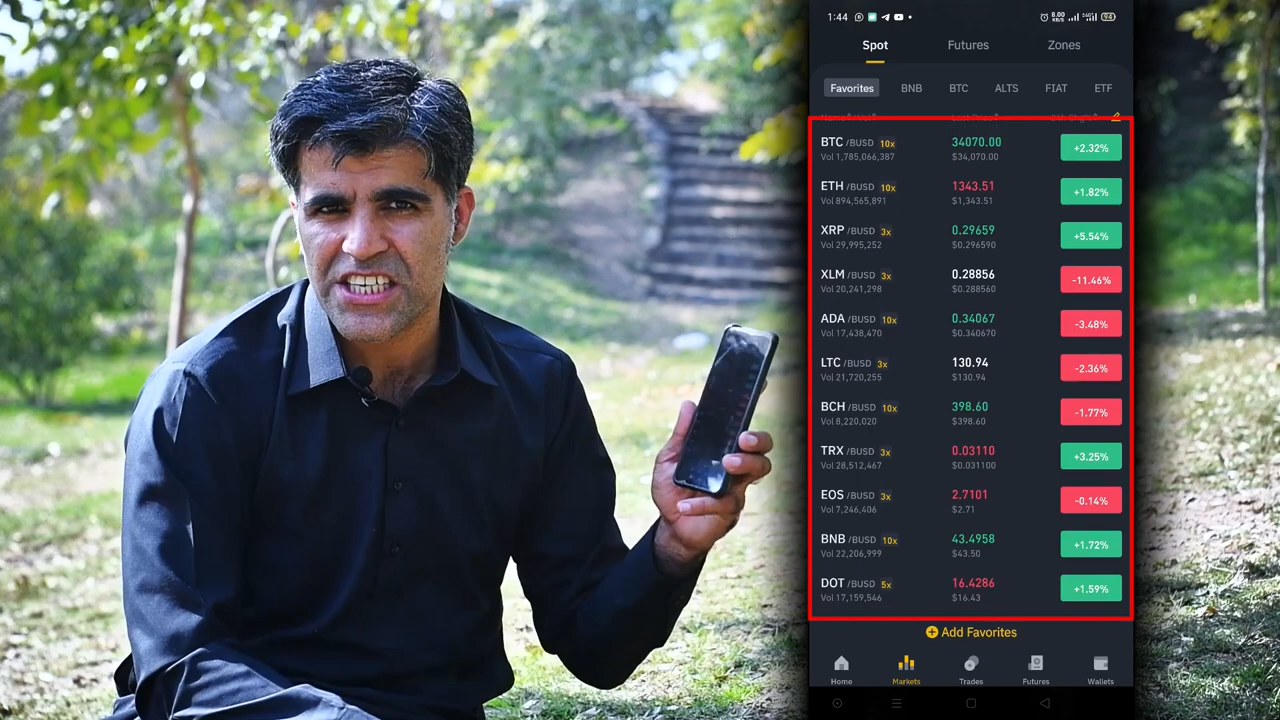 1:44
8.00
KB/S
94
Spot Futures Zones
Favorites BNB BTC ALTS FIAT ETF
BTC /BUSD 10x 34070.00 +2.32%
Vol 1,785,066,387 $34,070.00
ETH /BUSD 10x 1343.51 +1.82%
Vol 894,565,891 $1,343.51
XRP /BUSD 3x 0.29659 +5.54%
Vol 29,995,252 $0.296590
XLM /BUSD 3x 0.28856 -11.46%
Vol 20,241,298 $0.288560
ADA /BUSD 10x 0.34067 -3.48%
Vol 17,438,470 $0.340670
LTC /BUSD 3x 130.94 -2.36%
Vol 21,720,255 $130.94
BCH /BUSD 10x 398.60 -1.77%
Vol 8,220,020 $398.60
TRX /BUSD 3x 0.03110 +3.25%
Vol 28,512,467 $0.031100
EOS /BUSD 3x 2.7101 -0.14%
Vol 7,246,406 $2.71
BNB /BUSD 10x 43.4958 +1.72%
Vol 22,206,999 $43.50
DOT /BUSD 5x 16.4286 +1.59%
Vol 17,159,546 $16.43
Add Favorites
Home Markets Trades Futures Wallets